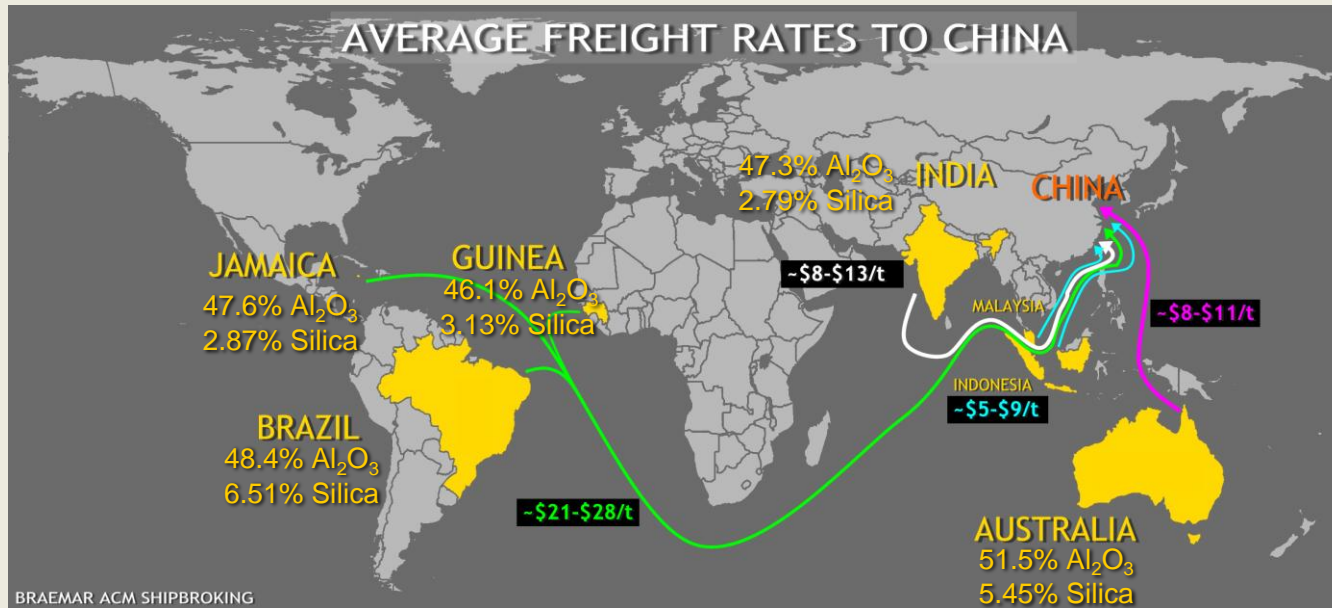 AVERAGE FREIGHT RATES TO CHINA
47.3% Al₂O₃
2.79% Silica
INDIA
CHINA
JAMAICA
47.6% Al₂O₃
2.87% Silica
GUINEA
46.1% Al₂O₃
3.13% Silica
~$8-$13/t
MALAYSIA
~$8-$11/t
INDONESIA
~$5-$9/t
BRAZIL
48.4% Al₂O₃
6.51% Silica
~$21-$28/t
AUSTRALIA
51.5% Al₂O₃
5.45% Silica
BRAEMAR ACM SHIPBROKING